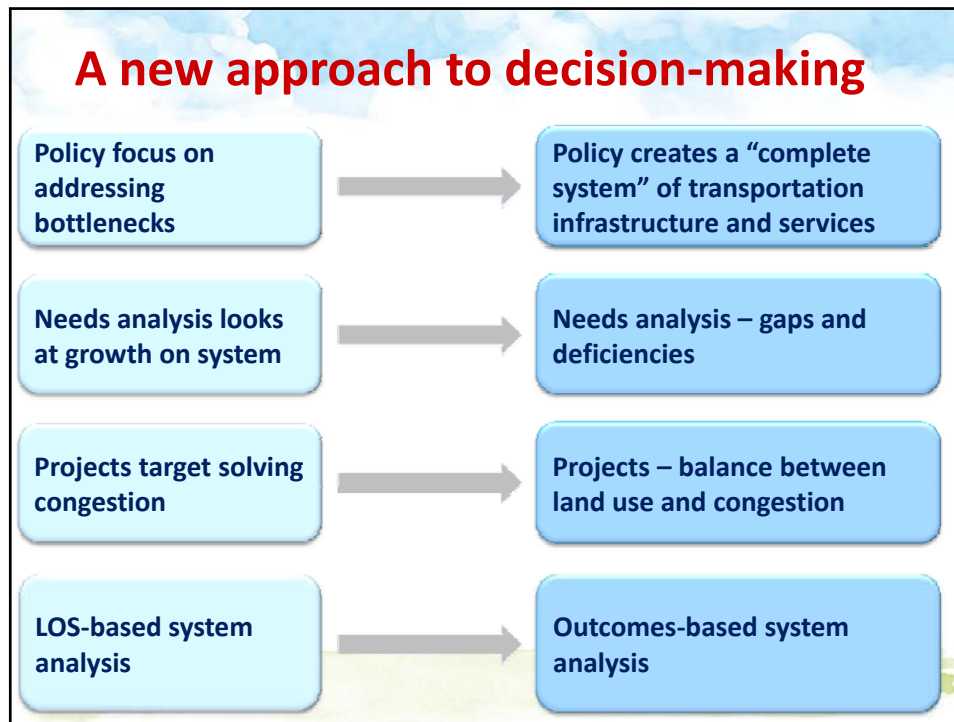 A new approach to decision-making
Policy focus on
addressing
bottlenecks
Policy creates a “complete
system” of transportation
infrastructure and services
Needs analysis looks
at growth on system
Needs analysis – gaps and
deficiencies
Projects target solving
congestion
Projects – balance between
land use and congestion
LOS-based system
analysis
Outcomes-based system
analysis